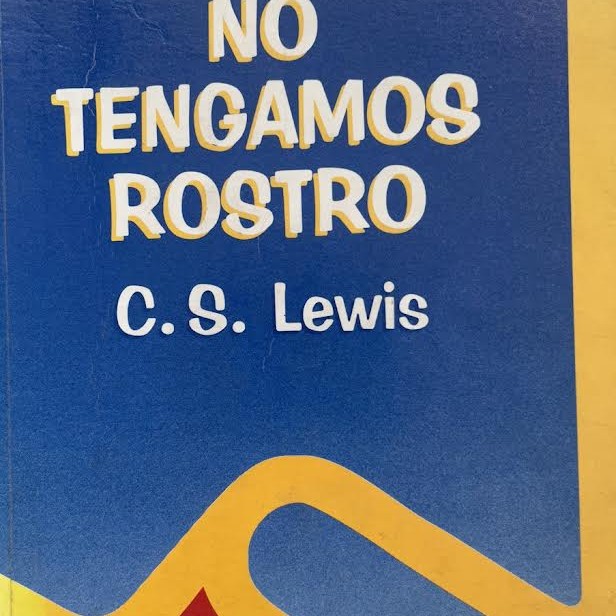 NO
TENGAMOS
ROSTRO
C. S. Lewis